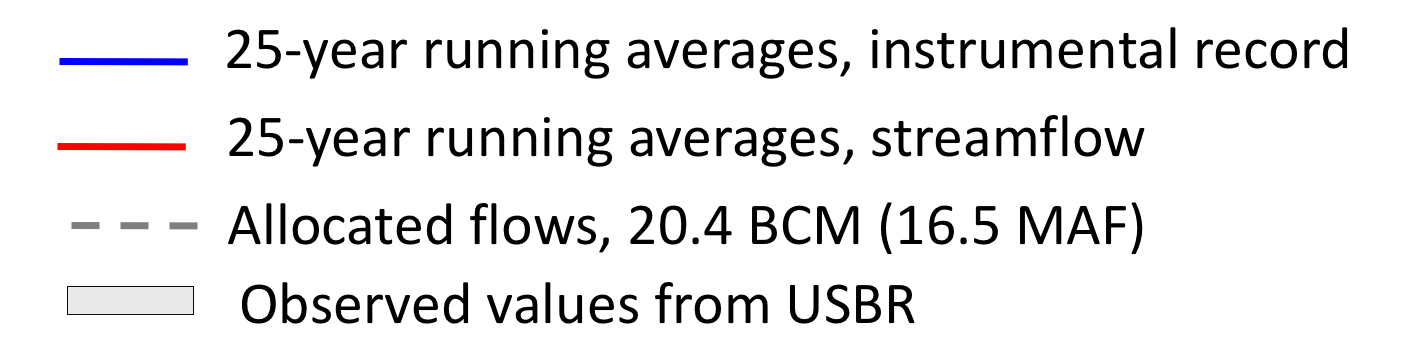 25-year running averages, instrumental record
25-year running averages, streamflow
Allocated flows, 20.4 BCM (16.5 MAF)
Observed values from USBR